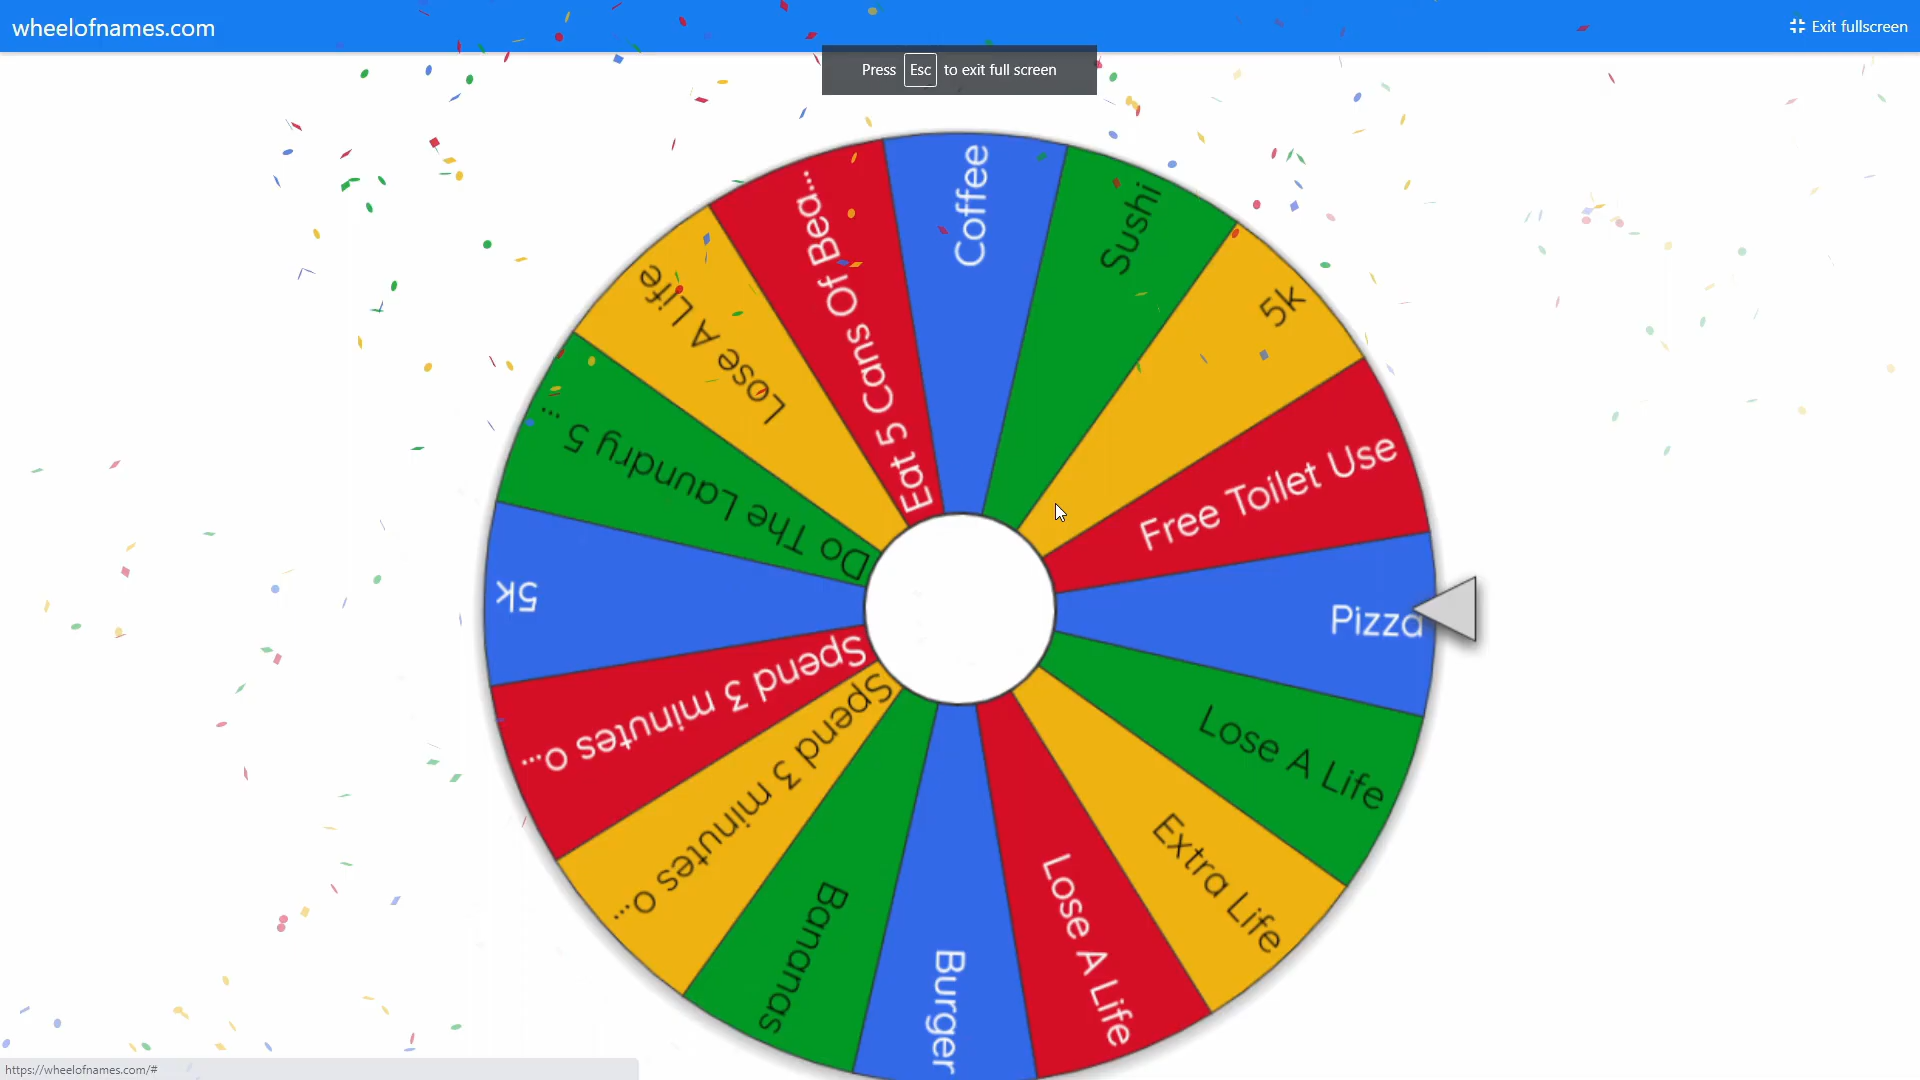 wheelofnames.com
Exit fullscreen
Press Esc to exit full screen
Coffee
Sushi
5k
Free Toilet Use
Pizza
Lose A Life
Extra Life
Lose A Life
Burger
Bananas
Spend 3 minutes o...
Spend 3 minutes o...
5k
Do The Laundry 5 ...
Lose A Life
Eat 5 Cans Of Bea...
https://wheelofnames.com/#